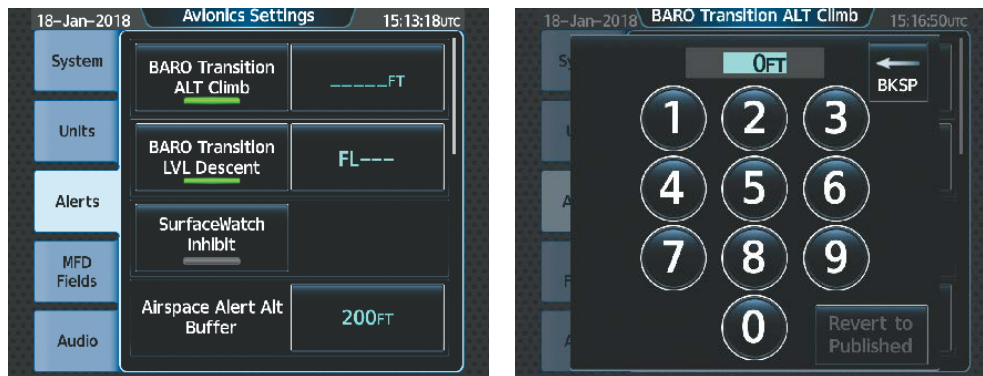 18-Jan-2018 Avionics Settings 15:13:18UTC
System
BARO Transition
ALT Climb
_____FT
Units
BARO Transition
LVL Descent
FL---
Alerts
SurfaceWatch
Inhibit
MFD
Fields
Airspace Alert Alt
Buffer
200FT
Audio
18-Jan-2018 BARO Transition ALT Climb 15:16:50UTC
0FT
BKSP
1 2 3
4 5 6
7 8 9
0
Revert to
Published